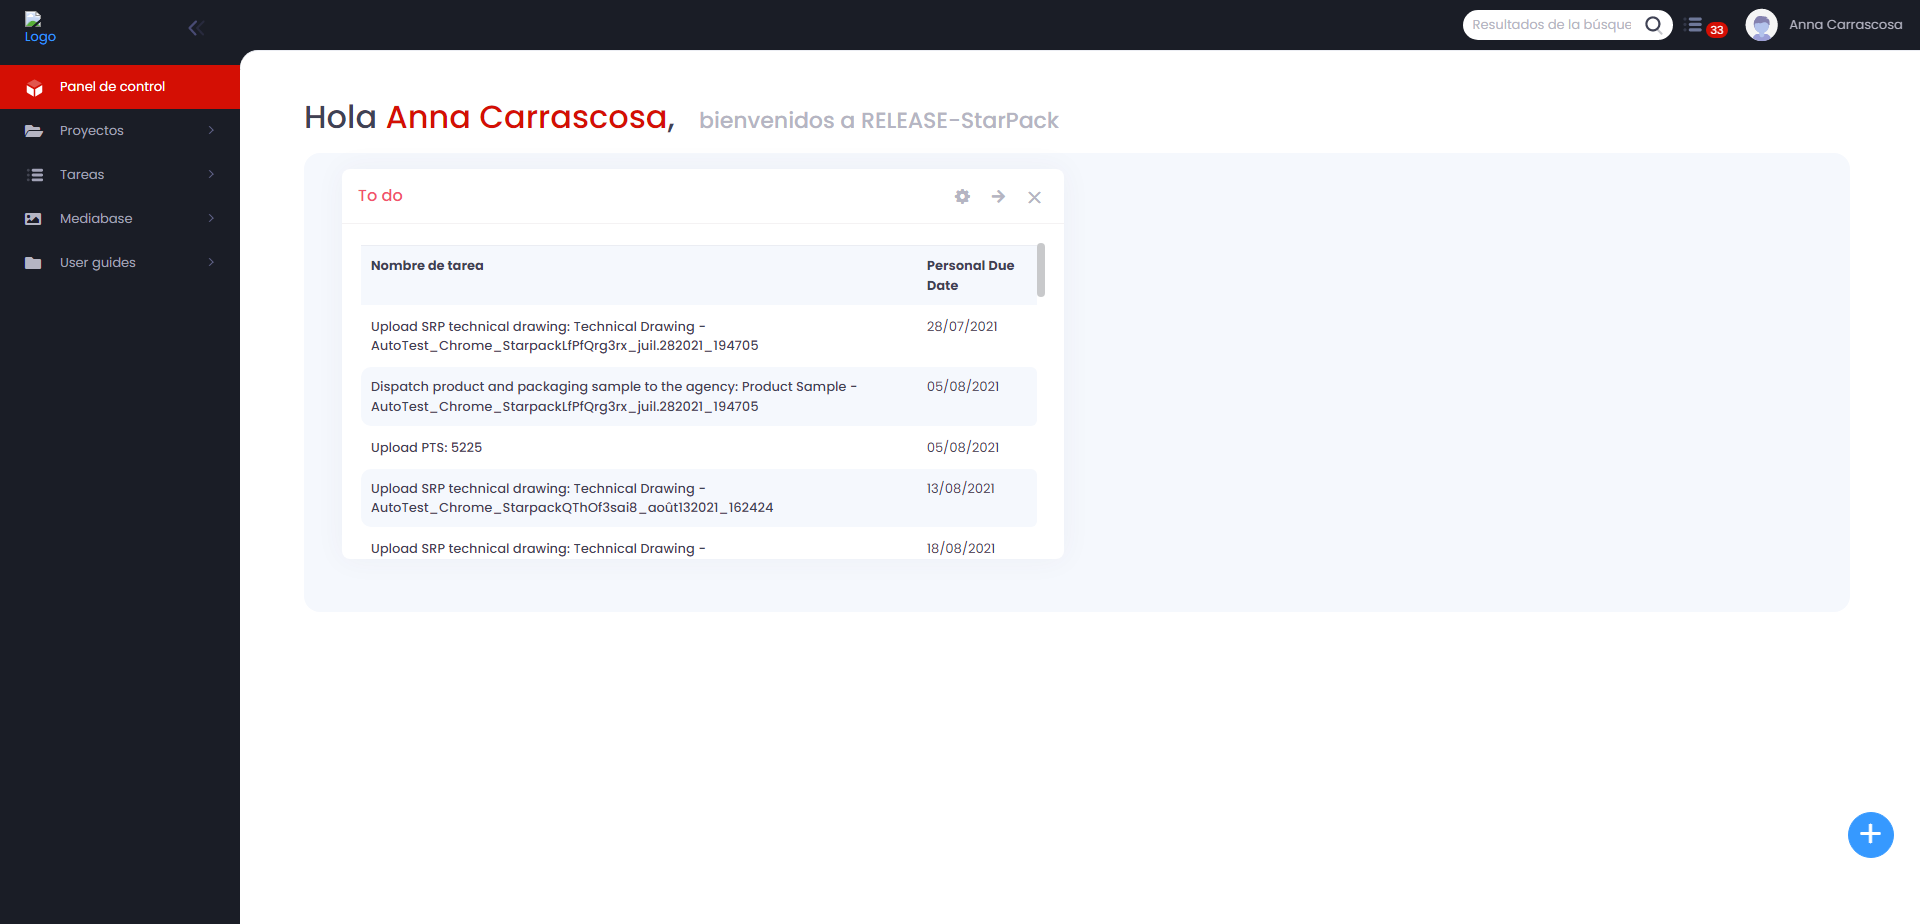 Logo
Resultados de la búsque
33
Anna Carrascosa
Panel de control
Proyectos
Tareas
Mediabase
User guides
Hola Anna Carrascosa, bienvenidos a RELEASE-StarPack
To do
Nombre de tarea
Personal Due
Date
Upload SRP technical drawing: Technical Drawing -
AutoTest_Chrome_StarpackLfPfQrg3rx_juil.282021_194705
28/07/2021
Dispatch product and packaging sample to the agency: Product Sample -
AutoTest_Chrome_StarpackLfPfQrg3rx_juil.282021_194705
05/08/2021
Upload PTS: 5225
05/08/2021
Upload SRP technical drawing: Technical Drawing -
AutoTest_Chrome_StarpackQThOf3sai8_août132021_162424
13/08/2021
Upload SRP technical drawing: Technical Drawing -
18/08/2021